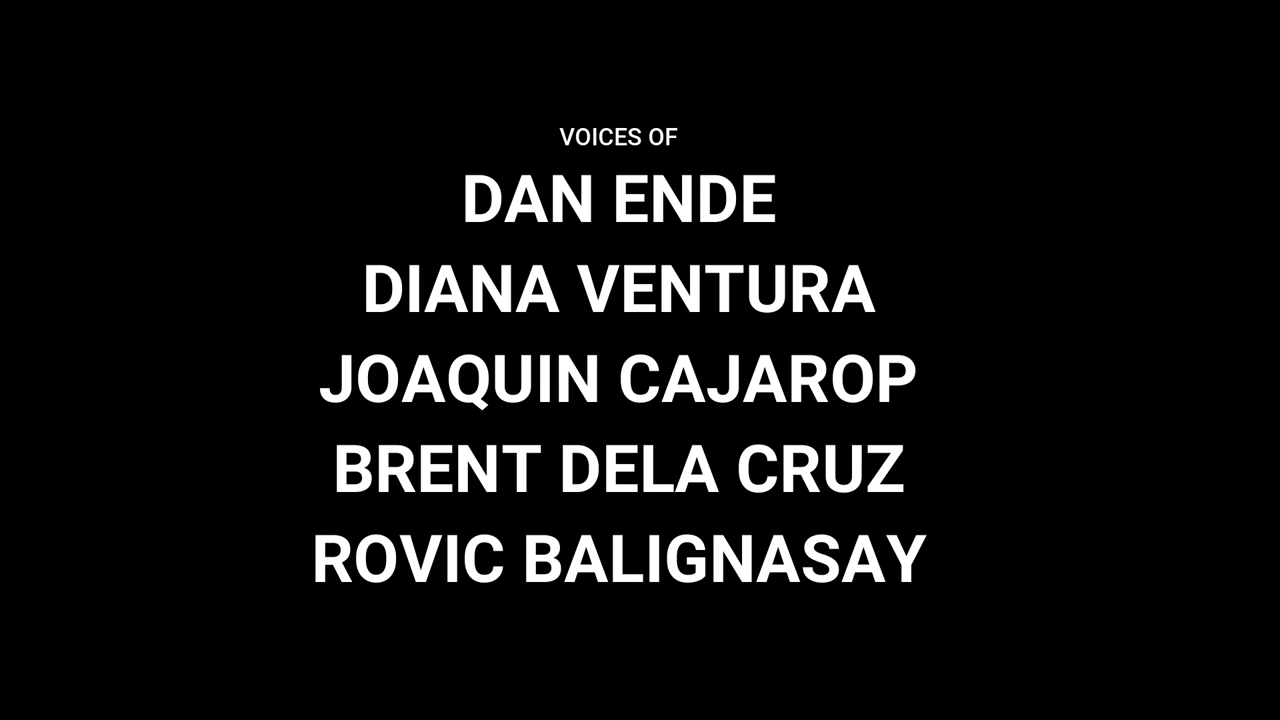 VOICES OF
DAN ENDE
DIANA VENTURA
JOAQUIN CAJAROP
BRENT DELA CRUZ
ROVIC BALIGNASAY